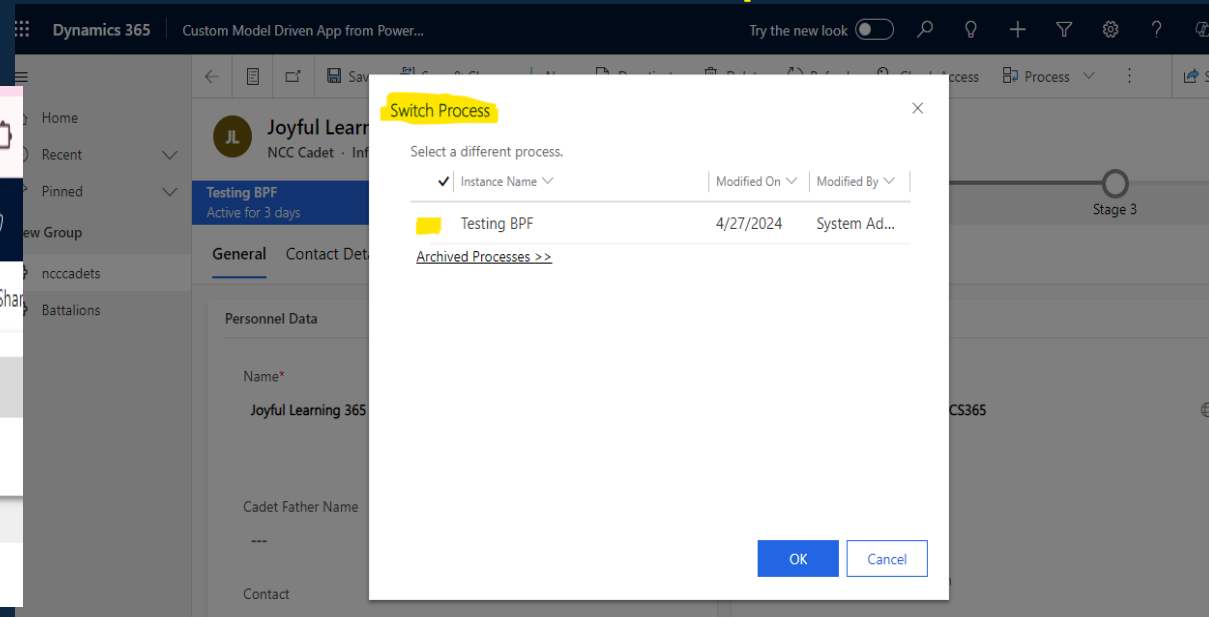 Dynamics 365 Custom Model Driven App from Power... Try the new look
Access Process
Home
Recent
Pinned
Group
ncccadets
Battalions
JL
Joyful Learn
NCC Cadet · Inf
Testing BPF
Active for 3 days
Stage 3
General Contact Det
Personnel Data
Name*
Joyful Learning 365
CS365
Cadet Father Name
---
Contact
Switch Process
Select a different process.
Instance Name Modified On Modified By
Testing BPF 4/27/2024 System Ad...
Archived Processes >>
OK Cancel